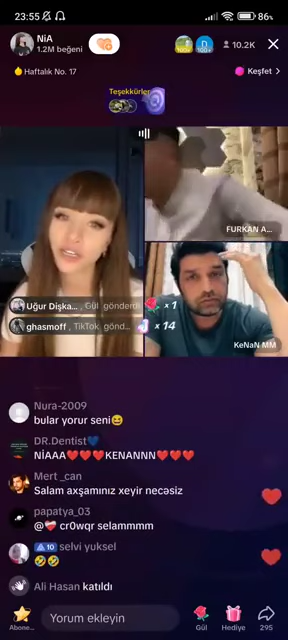 23:55
86%
NiA
1.2M beğeni
10.2K
Haftalık No. 17
Keşfet >
Teşekkürler
FURKAN A...
Uğur Dişka... , Gül gönderdi x 1
ghasmoff , TikTok gönd... x 14
KeNaN MM
Nura-2009
bular yorur seni😆
DR.Dentist💙
NİAAA❤️❤️❤️KENANNN❤️❤️❤️
Mert _can
Salam axşamınız xeyir necəsiz
papatya_03
@❤️‍🩹 cr0wqr selammmm
10 selvi yuksel
🤣🤣
Ali Hasan katıldı
Abone...
Yorum ekleyin
Gül
Hediye
295